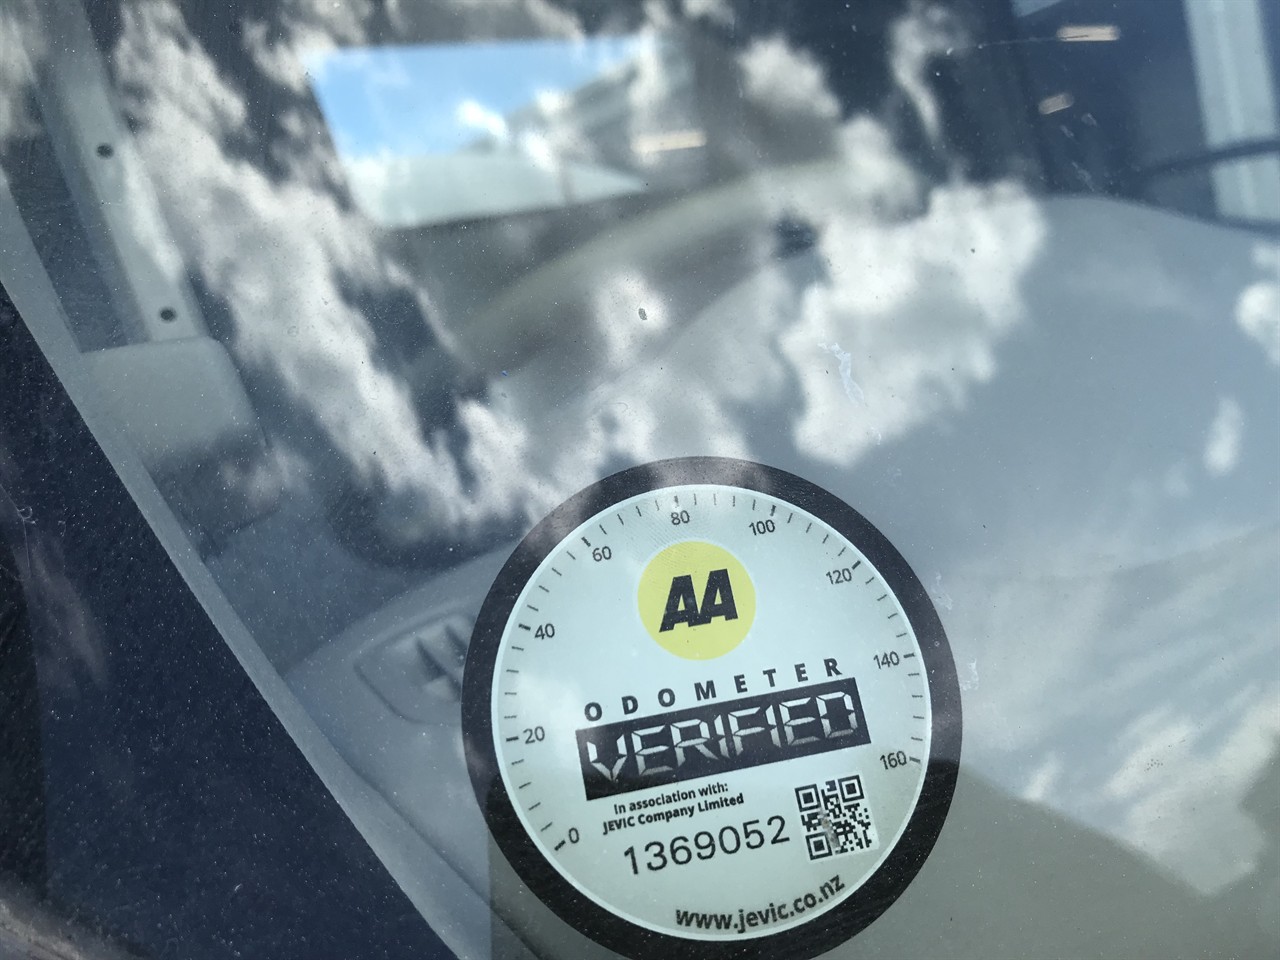 80
100
60
120
AA
40
140
ODOMETER
VERIFIED
20
160
In association with:
JEVIC Company Limited
0
1369052
www.jevic.co.nz